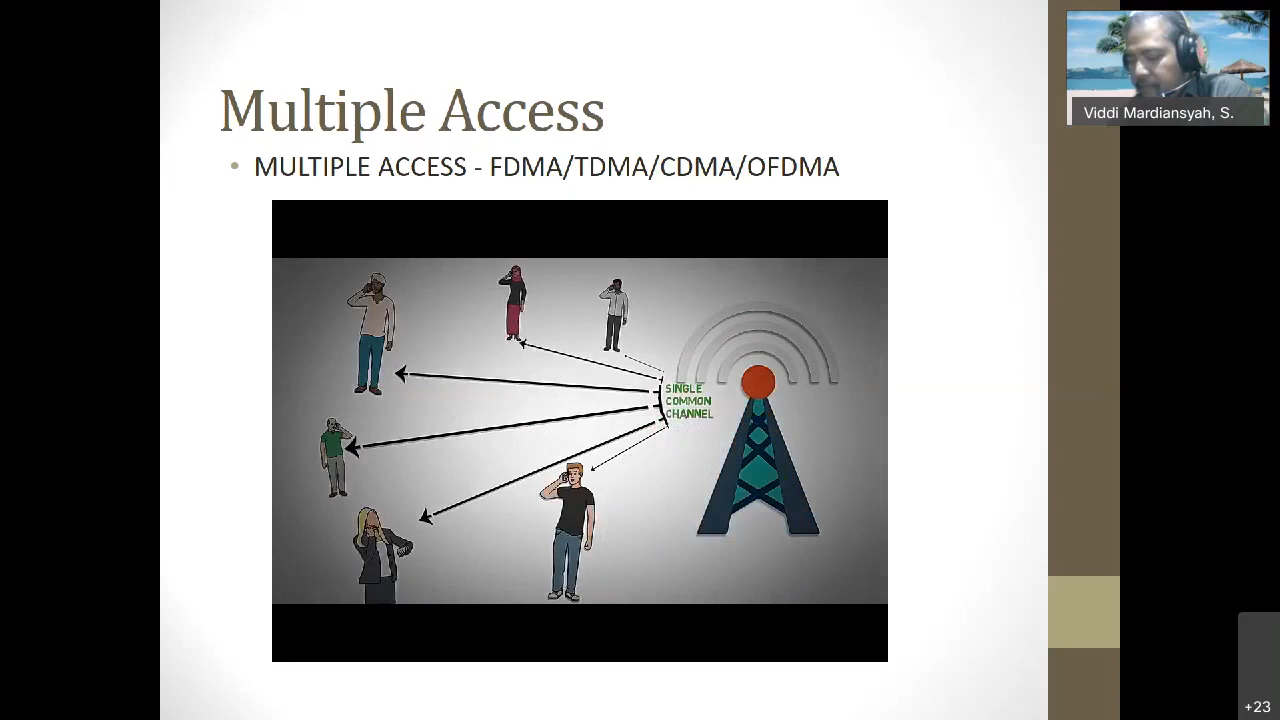 Multiple Access
• MULTIPLE ACCESS - FDMA/TDMA/CDMA/OFDMA
SINGLE
COMMON
CHANNEL
Viddi Mardiansyah, S.
+23